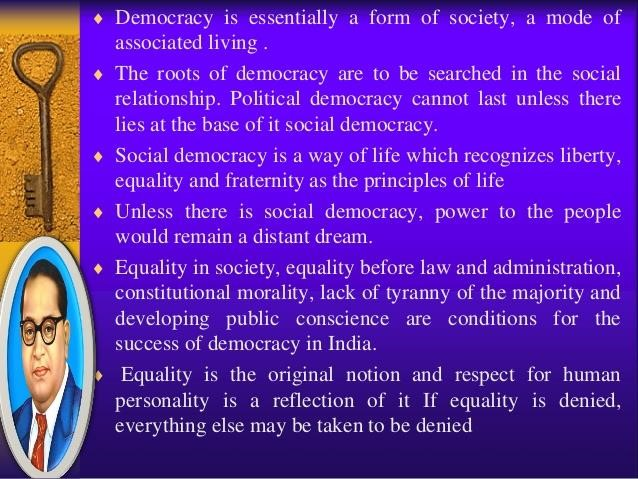 ♦ Democracy is essentially a form of society, a mode of
associated living .
♦ The roots of democracy are to be searched in the social
relationship. Political democracy cannot last unless there
lies at the base of it social democracy.
♦ Social democracy is a way of life which recognizes liberty,
equality and fraternity as the principles of life
♦ Unless there is social democracy, power to the people
would remain a distant dream.
♦ Equality in society, equality before law and administration,
constitutional morality, lack of tyranny of the majority and
developing public conscience are conditions for the
success of democracy in India.
♦ Equality is the original notion and respect for human
personality is a reflection of it If equality is denied,
everything else may be taken to be denied